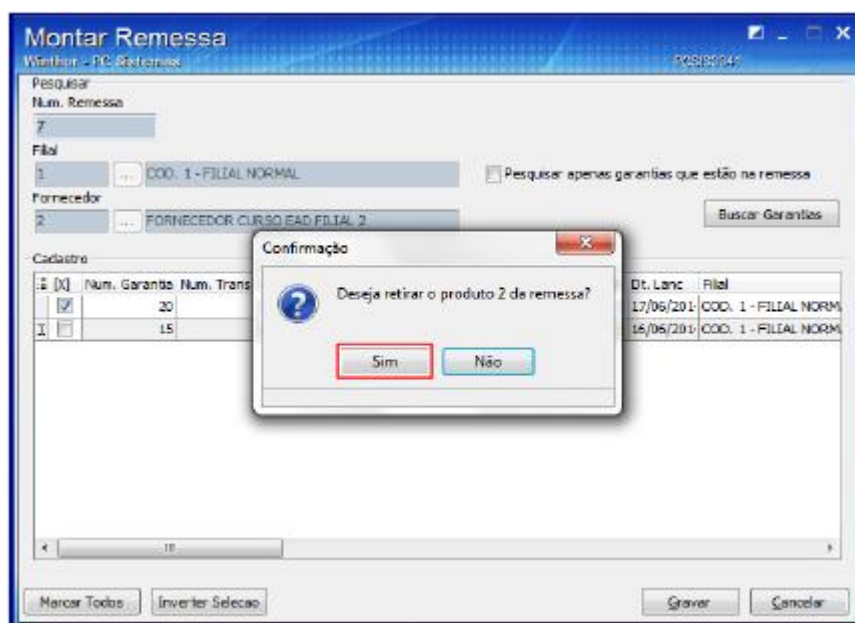 Montar Remessa
Winthor - PC Sistemas
Pesquisar
Num. Remessa
7
Filial
1 ... COD. 1 - FILIAL NORMAL
Pesquisar apenas garantias que estão na remessa
Fornecedor
2 ... FORNECEDOR CURSO EAD FILIAL 2
Buscar Garantias
Confirmação
Deseja retirar o produto 2 da remessa?
Sim Não
Cadastro
[X] Num. Garantia Num. Trans Dt. Lanc Filial
20 17/06/201 COD. 1 - FILIAL NORM
15 16/06/201 COD. 1 - FILIAL NORM
Marcar Todos Inverter Selecao Gravar Cancelar